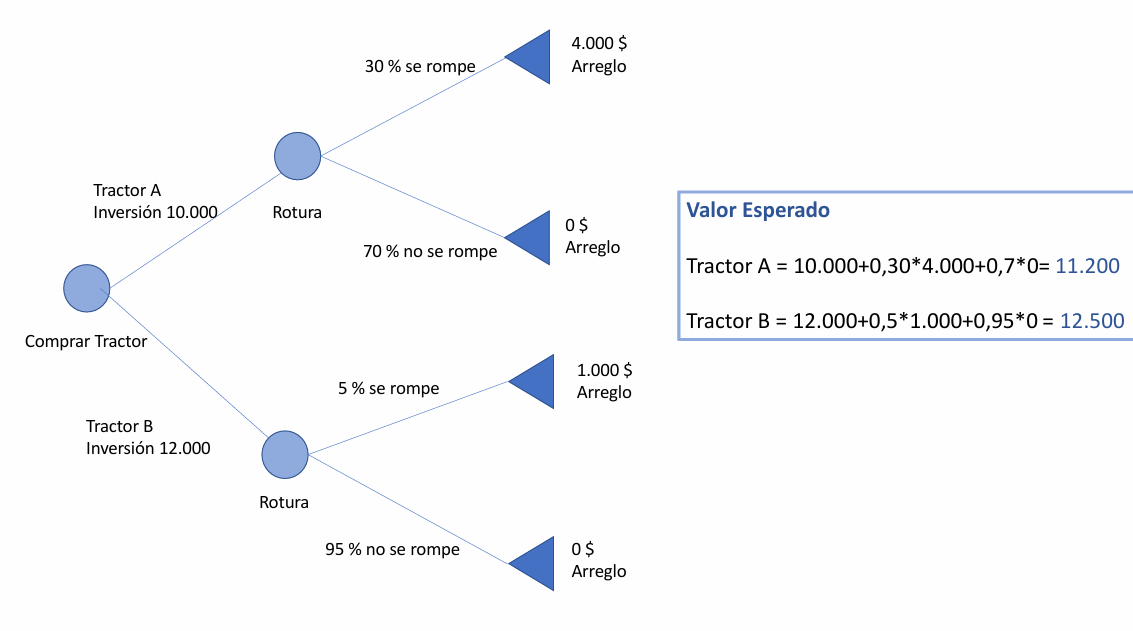 4.000 $
Arreglo
30 % se rompe
Tractor A
Inversión 10.000
Rotura
0 $
Arreglo
70 % no se rompe
Comprar Tractor
1.000 $
Arreglo
5 % se rompe
Tractor B
Inversión 12.000
Rotura
95 % no se rompe
0 $
Arreglo
Valor Esperado
Tractor A = 10.000+0,30*4.000+0,7*0= 11.200
Tractor B = 12.000+0,5*1.000+0,95*0 = 12.500